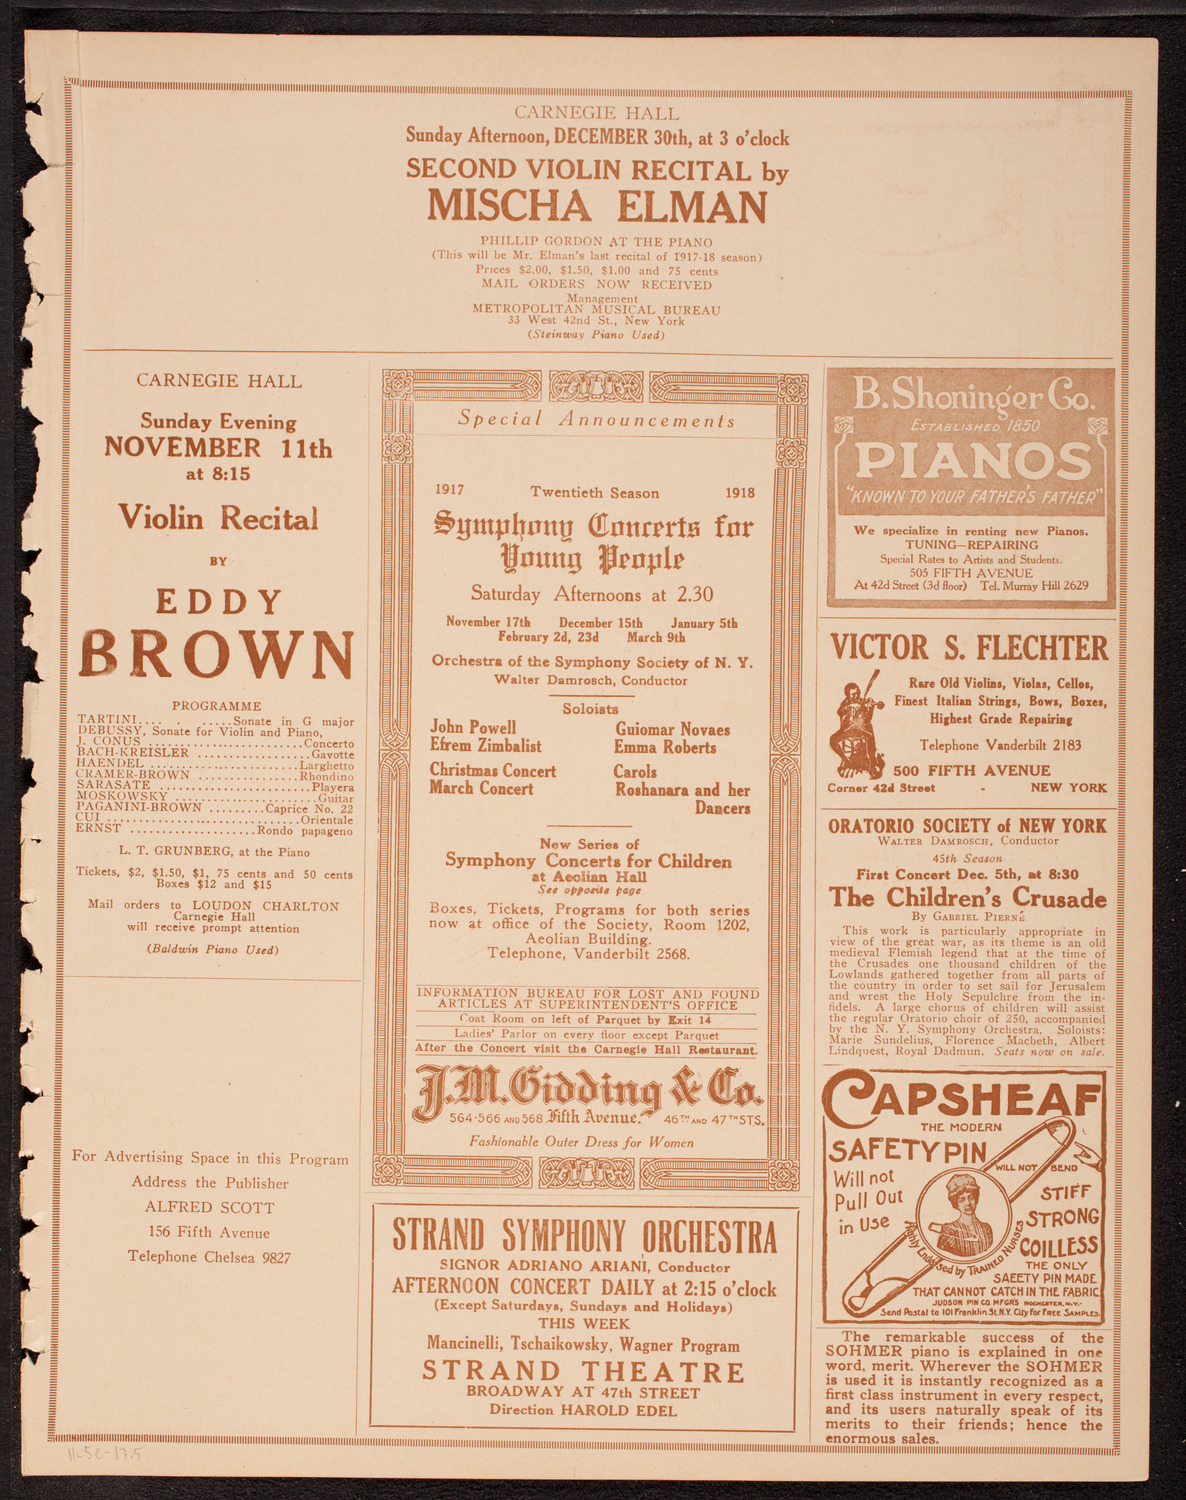 CARNEGIE HALL
Sunday Afternoon, DECEMBER 30th, at 3 o'clock
SECOND VIOLIN RECITAL by
MISCHA ELMAN
PHILLIP GORDON AT THE PIANO
(This will be Mr. Elman's last recital of 1917-18 season)
Prices $2.00, $1.50, $1.00 and 75 cents
MAIL ORDERS NOW RECEIVED
Management
METROPOLITAN MUSICAL BUREAU
33 West 42nd St., New York
(Steinway Piano Used)
CARNEGIE HALL
Sunday Evening
NOVEMBER 11th
at 8:15
Violin Recital
BY
EDDY
BROWN
PROGRAMME
TARTINI.... . .....Sonate in G major
DEBUSSY, Sonate for Violin and Piano,
J. CONUS ........................Concerto
BACH-KREISLER .................Gavotte
HAENDEL ........................Larghetto
CRAMER-BROWN ...............Rhondino
SARASATE ........................Playera
MOSKOWSKY ......................Guitar
PAGANINI-BROWN .........Caprice No. 22
CUI ..............................Orientale
ERNST ...................Rondo papageno
L. T. GRUNBERG, at the Piano
Tickets, $2, $1.50, $1, 75 cents and 50 cents
Boxes $12 and $15
Mail orders to LOUDON CHARLTON
Carnegie Hall
will receive prompt attention
(Baldwin Piano Used)
For Advertising Space in this Program
Address the Publisher
ALFRED SCOTT
156 Fifth Avenue
Telephone Chelsea 9827
Special Announcements
1917 Twentieth Season 1918
Symphony Concerts for
Young People
Saturday Afternoons at 2.30
November 17th December 15th January 5th
February 2d, 23d March 9th
Orchestra of the Symphony Society of N. Y.
Walter Damrosch, Conductor
Soloists
John Powell Guiomar Novaes
Efrem Zimbalist Emma Roberts
Christmas Concert Carols
March Concert Roshanara and her
Dancers
New Series of
Symphony Concerts for Children
at Aeolian Hall
See opposite page
Boxes, Tickets, Programs for both series
now at office of the Society, Room 1202,
Aeolian Building.
Telephone, Vanderbilt 2568.
INFORMATION BUREAU FOR LOST AND FOUND
ARTICLES AT SUPERINTENDENT'S OFFICE
Coat Room on left of Parquet by Exit 14
Ladies' Parlor on every floor except Parquet
After the Concert visit the Carnegie Hall Restaurant.
J.M. Gidding & Co.
564-566 AND 568 Fifth Avenue. 46TH AND 47TH STS.
Fashionable Outer Dress for Women
STRAND SYMPHONY ORCHESTRA
SIGNOR ADRIANO ARIANI, Conductor
AFTERNOON CONCERT DAILY at 2:15 o'clock
(Except Saturdays, Sundays and Holidays)
THIS WEEK
Mancinelli, Tschaikowsky, Wagner Program
STRAND THEATRE
BROADWAY AT 47th STREET
Direction HAROLD EDEL
B. Shoninger Co.
ESTABLISHED 1850
PIANOS
"KNOWN TO YOUR FATHER'S FATHER"
We specialize in renting new Pianos.
TUNING—REPAIRING
Special Rates to Artists and Students.
505 FIFTH AVENUE
At 42d Street (3d floor) Tel. Murray Hill 2629
VICTOR S. FLECHTER
Rare Old Violins, Violas, Cellos,
Finest Italian Strings, Bows, Boxes,
Highest Grade Repairing
Telephone Vanderbilt 2183
500 FIFTH AVENUE
Corner 42d Street - NEW YORK
ORATORIO SOCIETY of NEW YORK
WALTER DAMROSCH, Conductor
45th Season
First Concert Dec. 5th, at 8:30
The Children's Crusade
By GABRIEL PIERNÉ
This work is particularly appropriate in
view of the great war, as its theme is an old
medieval Flemish legend that at the time of
the Crusades one thousand children of the
Lowlands gathered together from all parts of
the country in order to set sail for Jerusalem
and wrest the Holy Sepulchre from the in-
fidels. A large chorus of children will assist
the regular Oratorio choir of 250, accompanied
by the N. Y. Symphony Orchestra. Soloists:
Marie Sundelius, Florence Macbeth, Albert
Lindquest, Royal Dadmun. Seats now on sale.
CAPSHEAF
THE MODERN
SAFETY PIN
WILL NOT BEND
Will not
Pull Out
in Use
STIFF
STRONG
COILLESS
Highly Endorsed by TRAINED NURSES
THE ONLY
SAFETY PIN MADE
THAT CANNOT CATCH IN THE FABRIC
JUDSON PIN CO. MFGRS ROCHESTER, N.Y.
Send Postal to 101 Franklin St. N.Y. City for FREE SAMPLES.
The remarkable success of the
SOHMER piano is explained in one
word, merit. Wherever the SOHMER
is used it is instantly recognized as a
first class instrument in every respect,
and its users naturally speak of its
merits to their friends; hence the
enormous sales.